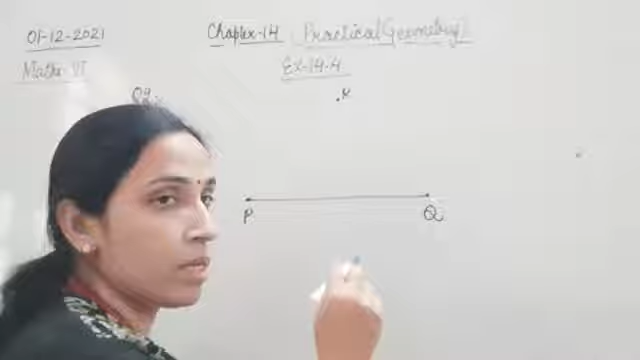 01-12-2021
Chapter-14 Practical Geometry
Maths-VI
Ex-14.4
P
Q